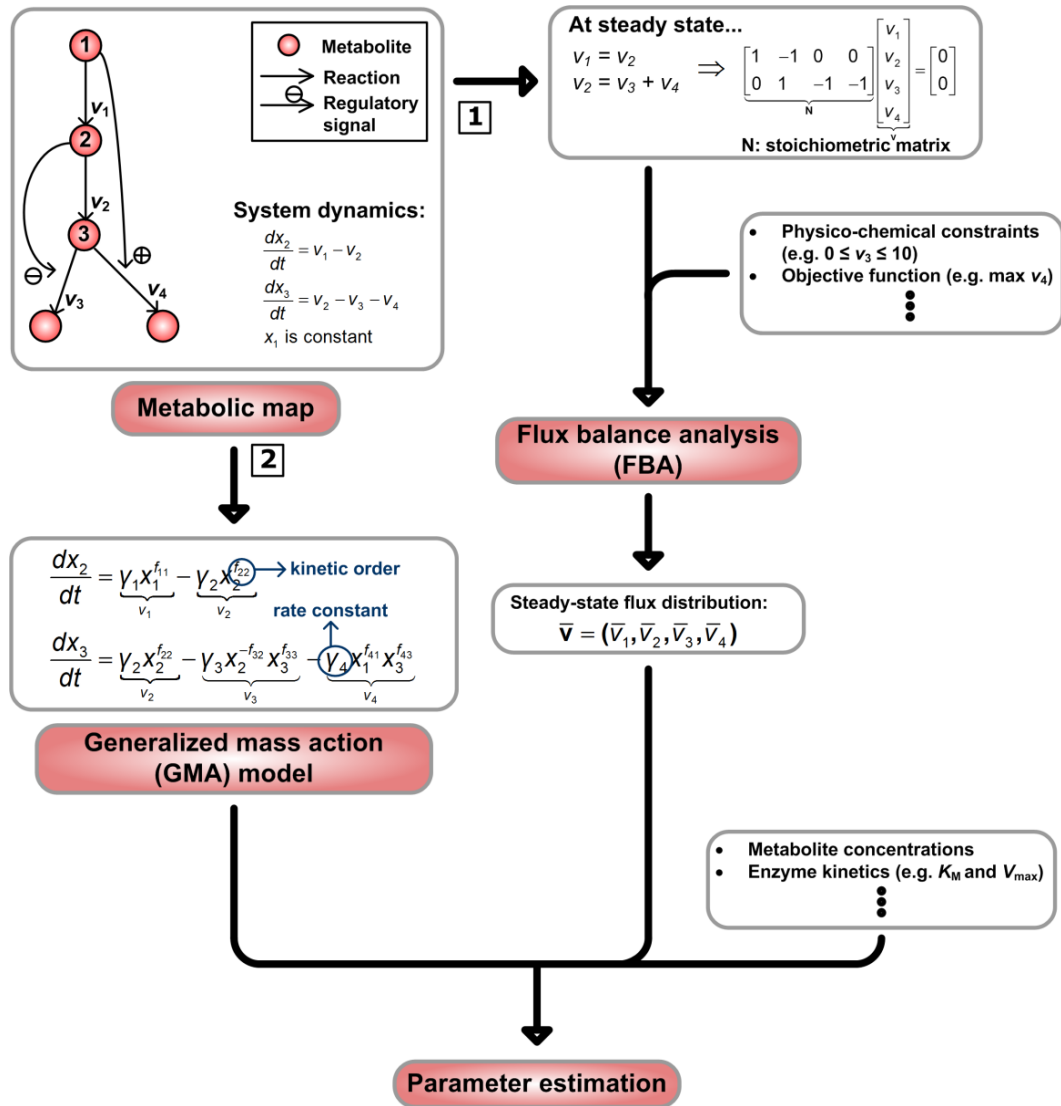 1
Metabolite
Reaction
⊖
Regulatory
signal
v₁
2
v₂
3
⊖
⊕
v₃
v₄
System dynamics:
dx₂/dt = v₁ − v₂
dx₃/dt = v₂ − v₃ − v₄
x₁ is constant
Metabolic map
1
At steady state...
v₁ = v₂
v₂ = v₃ + v₄
⇒
[1 −1 0 0
0 1 -1 -1]
N
[v₁
v₂
v₃
v₄]
v
= [0
0]
N: stoichiometric matrix
• Physico-chemical constraints
(e.g. 0 ≤ v₃ ≤ 10)
• Objective function (e.g. max v₄)
Flux balance analysis
(FBA)
2
dx₂/dt = γ₁x₁^f₁₁ − γ₂x₂^f₂₂
v₁ v₂
kinetic order
rate constant
dx₃/dt = γ₂x₂^f₂₂ − γ₃x₂^−f₃₂ x₃^f₃₃ − γ₄x₁^f₄₁ x₃^f₄₃
v₂ v₃ v₄
Generalized mass action
(GMA) model
Steady-state flux distribution:
v̅ = (v̅₁, v̅₂, v̅₃, v̅₄)
• Metabolite concentrations
• Enzyme kinetics (e.g. K_M and V_max)
Parameter estimation